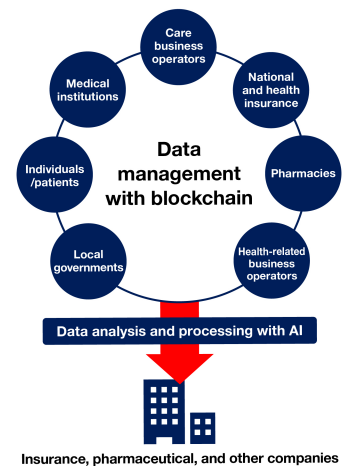 Care
business
operators
Medical
institutions
National
and health
insurance
Individuals
/patients
Data
management
with blockchain
Pharmacies
Local
governments
Health-related
business
operators
Data analysis and processing with AI
Insurance, pharmaceutical, and other companies